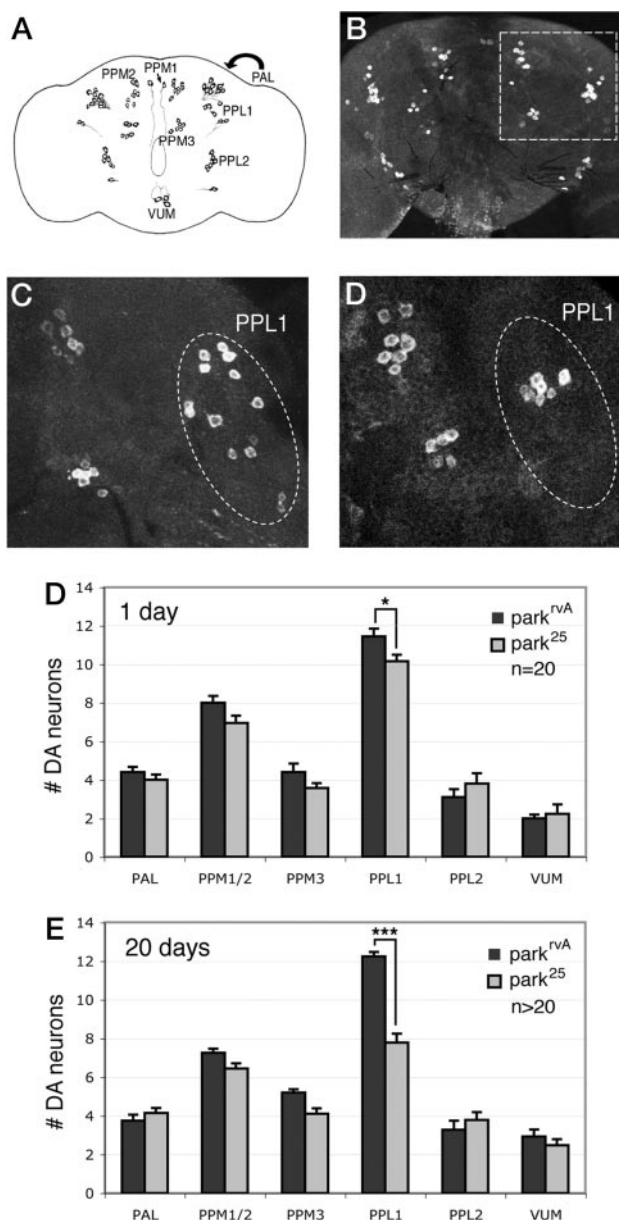 A
PPM2
PPM1
PAL
PPL1
PPM3
PPL2
VUM
B
C
PPL1
D
PPL1
D
1 day
*
park^rvA
park^25
n=20
# DA neurons
14
12
10
8
6
4
2
0
PAL PPM1/2 PPM3 PPL1 PPL2 VUM
E
20 days
***
park^rvA
park^25
n>20
# DA neurons
14
12
10
8
6
4
2
0
PAL PPM1/2 PPM3 PPL1 PPL2 VUM